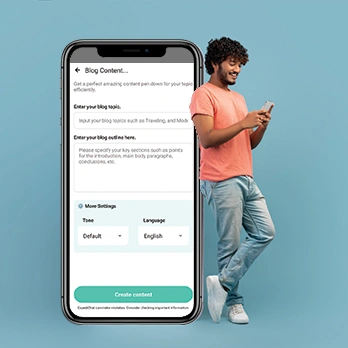 Blog Content...
Get a perfect amazing content pen down for your topic
efficiently.
Enter your blog topic.
Input your blog topics such as Traveling, and Mod
Enter your blog outline here.
Please specify your key sections such as points
for the introduction, main body, paragraphs,
conclusions, etc.
More Settings
Tone
Language
Default
English
Create content
can make mistakes. Consider checking important information.